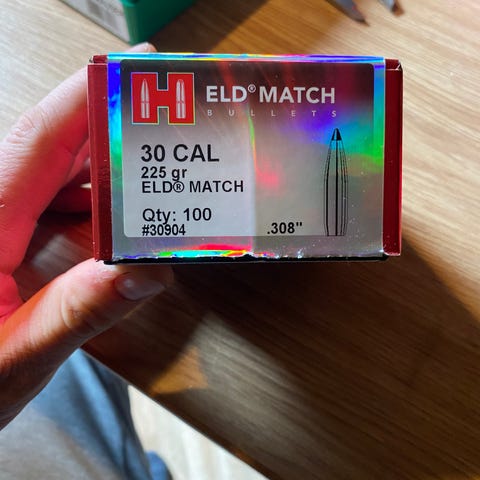 H
ELD® MATCH
BULLETS
30 CAL
225 gr
ELD® MATCH
Qty: 100
#30904
.308"